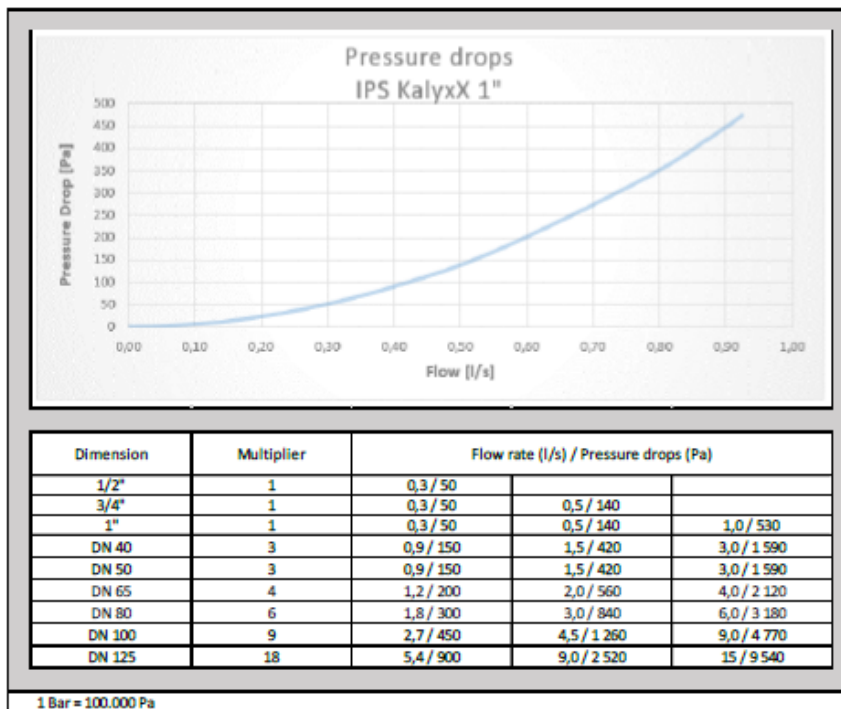 Pressure drops
IPS KalyxX 1"
Pressure Drop [Pa]
500
450
400
350
300
250
200
150
100
50
0
0,00 0,10 0,20 0,30 0,40 0,50 0,60 0,70 0,80 0,90 1,00
Flow [l/s]
Dimension Multiplier Flow rate (l/s) / Pressure drops (Pa)
1/2" 1 0,3 / 50
3/4" 1 0,3 / 50 0,5 / 140
1" 1 0,3 / 50 0,5 / 140 1,0 / 530
DN 40 3 0,9 / 150 1,5 / 420 3,0 / 1 590
DN 50 3 0,9 / 150 1,5 / 420 3,0 / 1 590
DN 65 4 1,2 / 200 2,0 / 560 4,0 / 2 120
DN 80 6 1,8 / 300 3,0 / 840 6,0 / 3 180
DN 100 9 2,7 / 450 4,5 / 1 260 9,0 / 4 770
DN 125 18 5,4 / 900 9,0 / 2 520 15 / 9 540
1 Bar = 100.000 Pa